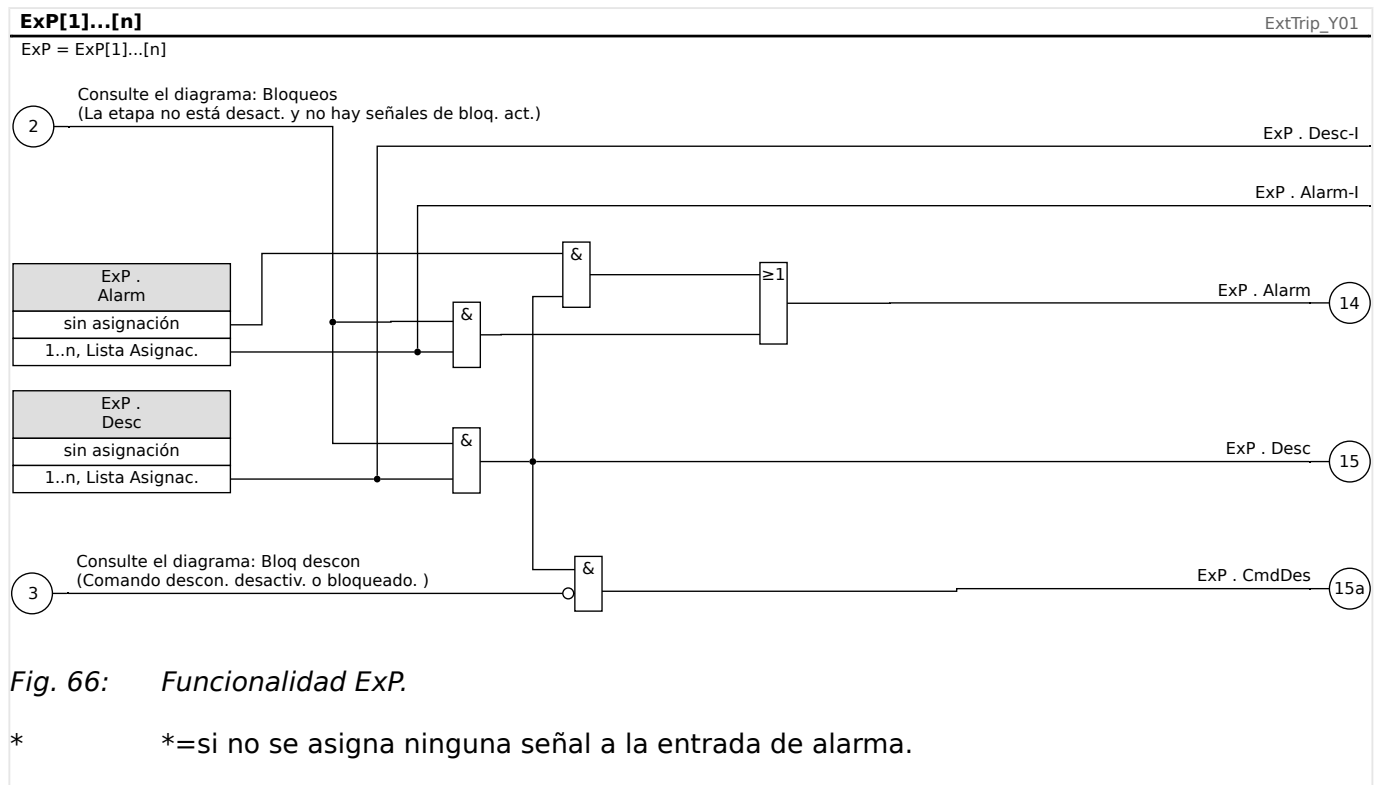 ExP[1]...[n]
ExtTrip_Y01
ExP = ExP[1]...[n]
Consulte el diagrama: Bloqueos
(La etapa no está desact. y no hay señales de bloq. act.)
2
ExP . Desc-I
ExP . Alarm-I
&
ExP .
Alarm
≥1
sin asignación
&
1..n, Lista Asignac.
ExP . Alarm
14
ExP .
Desc
sin asignación
&
1..n, Lista Asignac.
ExP . Desc
15
Consulte el diagrama: Bloq descon
(Comando descon. desactiv. o bloqueado. )
3
&
ExP . CmdDes
15a
Fig. 66: Funcionalidad ExP.
* *=si no se asigna ninguna señal a la entrada de alarma.